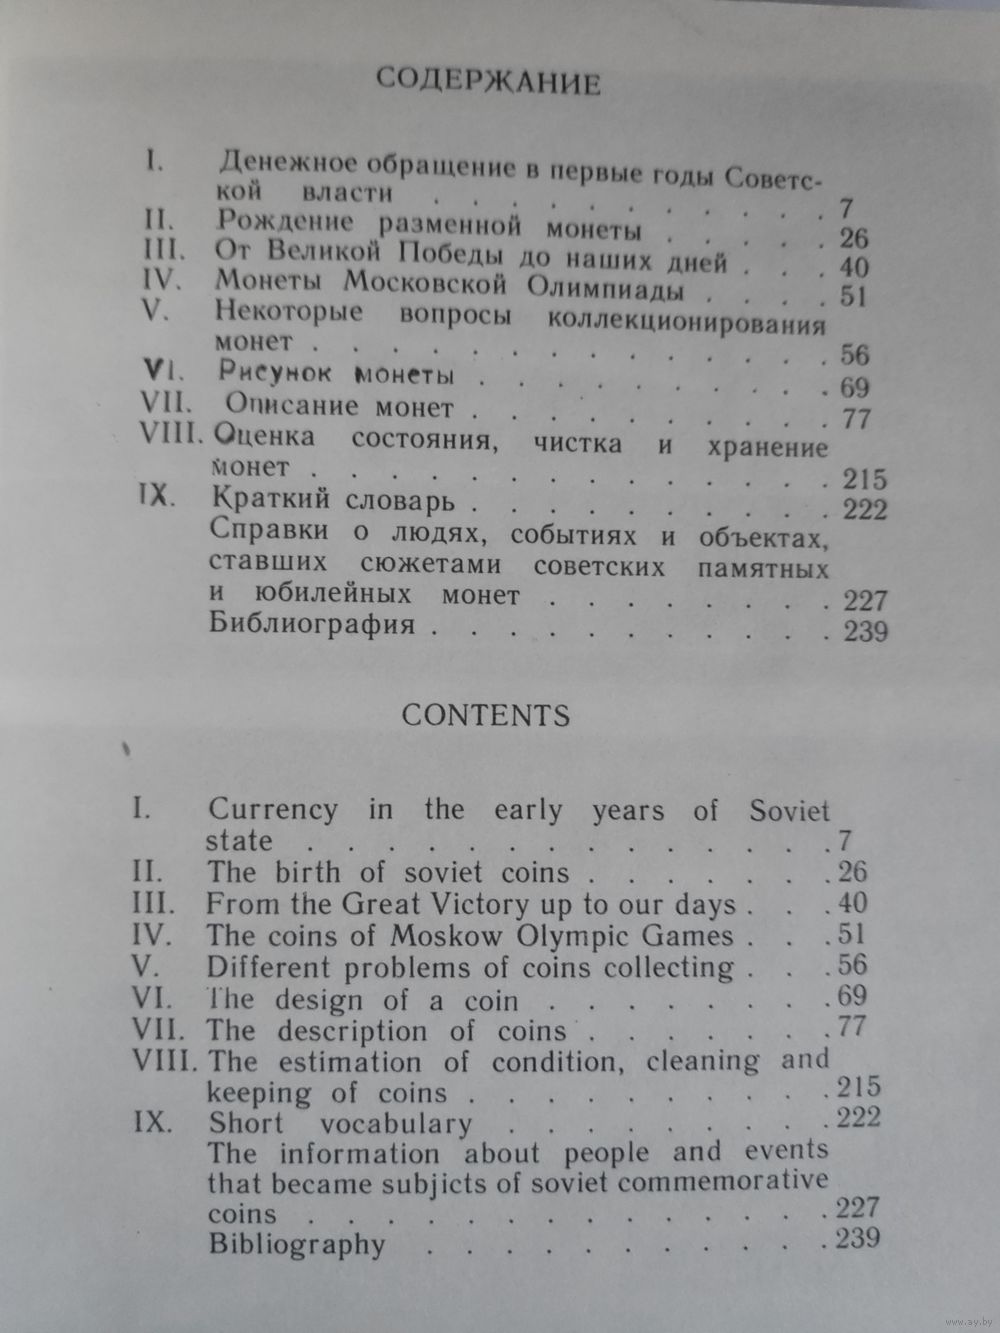 СОДЕРЖАНИЕ
I. Денежное обращение в первые годы Советс-
кой власти . . . . . . . . . . . 7
II. Рождение разменной монеты . . . . . 26
III. От Великой Победы до наших дней . . . 40
IV. Монеты Московской Олимпиады . . . . 51
V. Некоторые вопросы коллекционирования
монет . . . . . . . . . . . . . . 56
VI. Рисунок монеты . . . . . . . . . . 69
VII. Описание монет . . . . . . . . . . 77
VIII. Оценка состояния, чистка и хранение
монет . . . . . . . . . . . . . . 215
IX. Краткий словарь . . . . . . . . . . 222
Справки о людях, событиях и объектах,
ставших сюжетами советских памятных
и юбилейных монет . . . . . . . . 227
Библиография . . . . . . . . . . . 239
CONTENTS
I. Currency in the early years of Soviet
state . . . . . . . . . . . . . . 7
II. The birth of soviet coins . . . . . . . 26
III. From the Great Victory up to our days . . . 40
IV. The coins of Moskow Olympic Games . . . 51
V. Different problems of coins collecting . . . 56
VI. The design of a coin . . . . . . . . 69
VII. The description of coins . . . . . . . 77
VIII. The estimation of condition, cleaning and
keeping of coins . . . . . . . . . . 215
IX. Short vocabulary . . . . . . . . . 222
The information about people and events
that became subjicts of soviet commemorative
coins . . . . . . . . . . . . . . 227
Bibliography . . . . . . . . . . . 239
www.ay.by